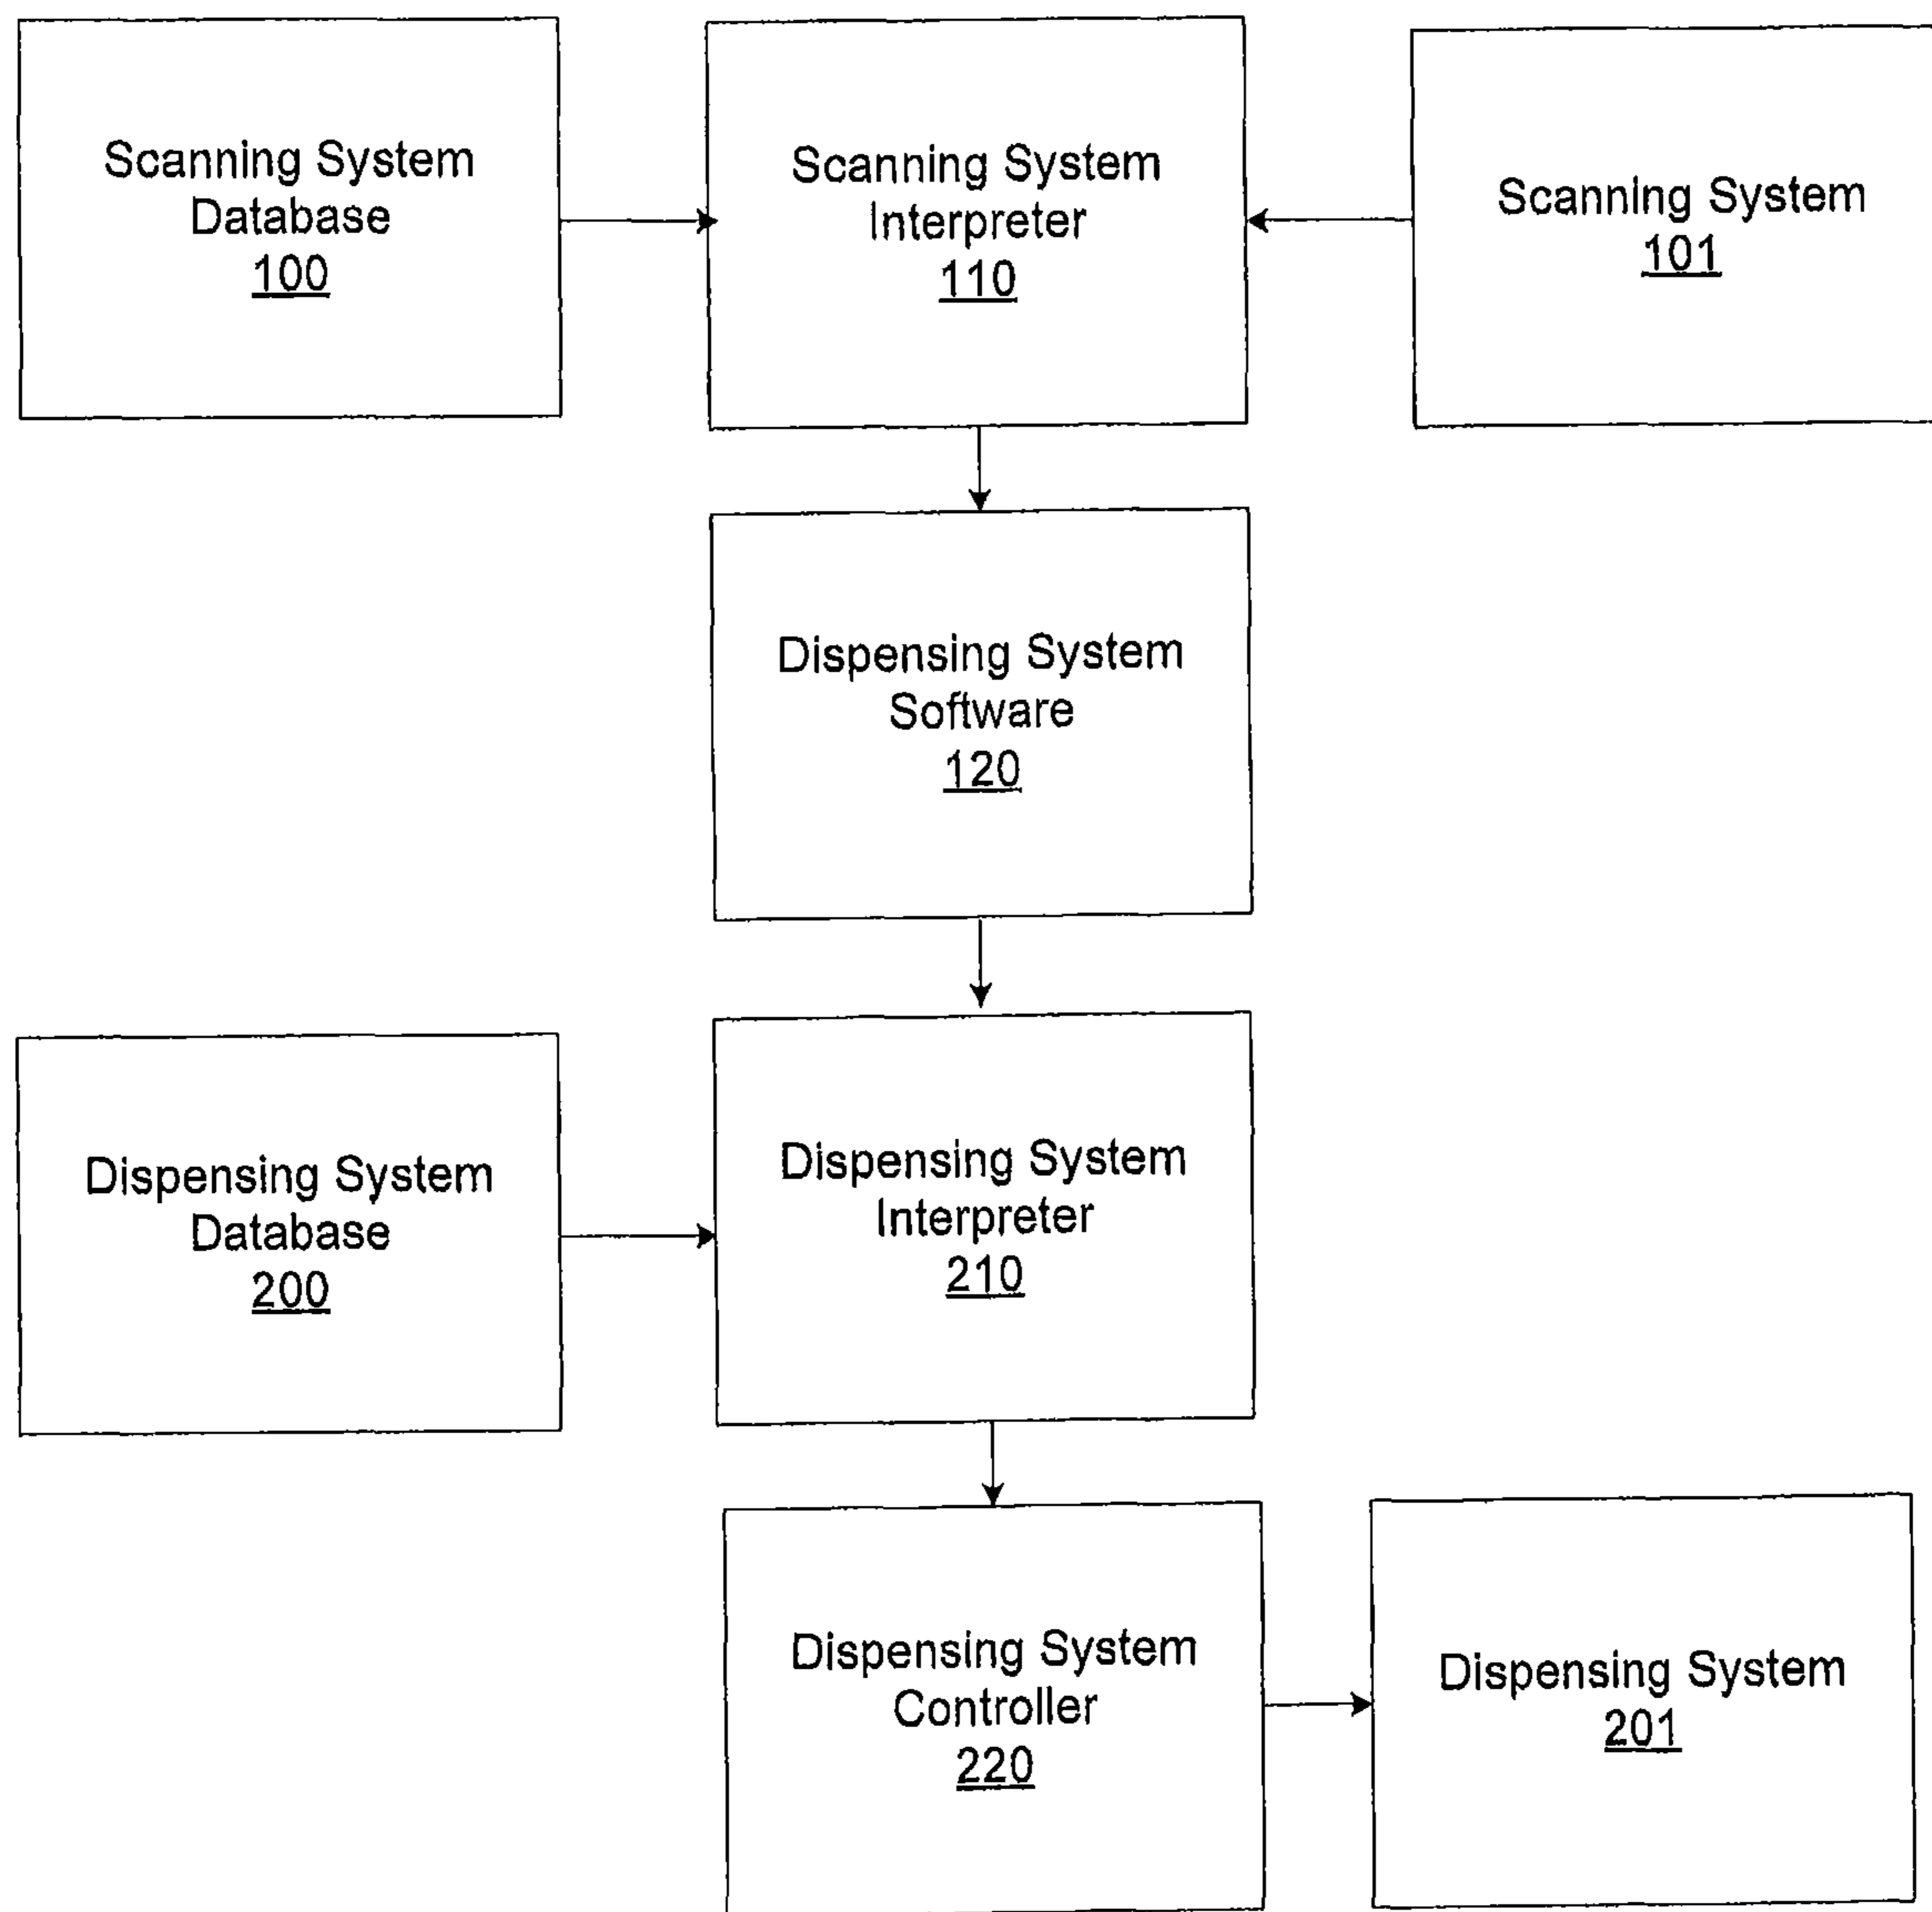 Scanning System
Database
100
Scanning System
Interpreter
110
Scanning System
101
Dispensing System
Software
120
Dispensing System
Database
200
Dispensing System
Interpreter
210
Dispensing System
Controller
220
Dispensing System
201